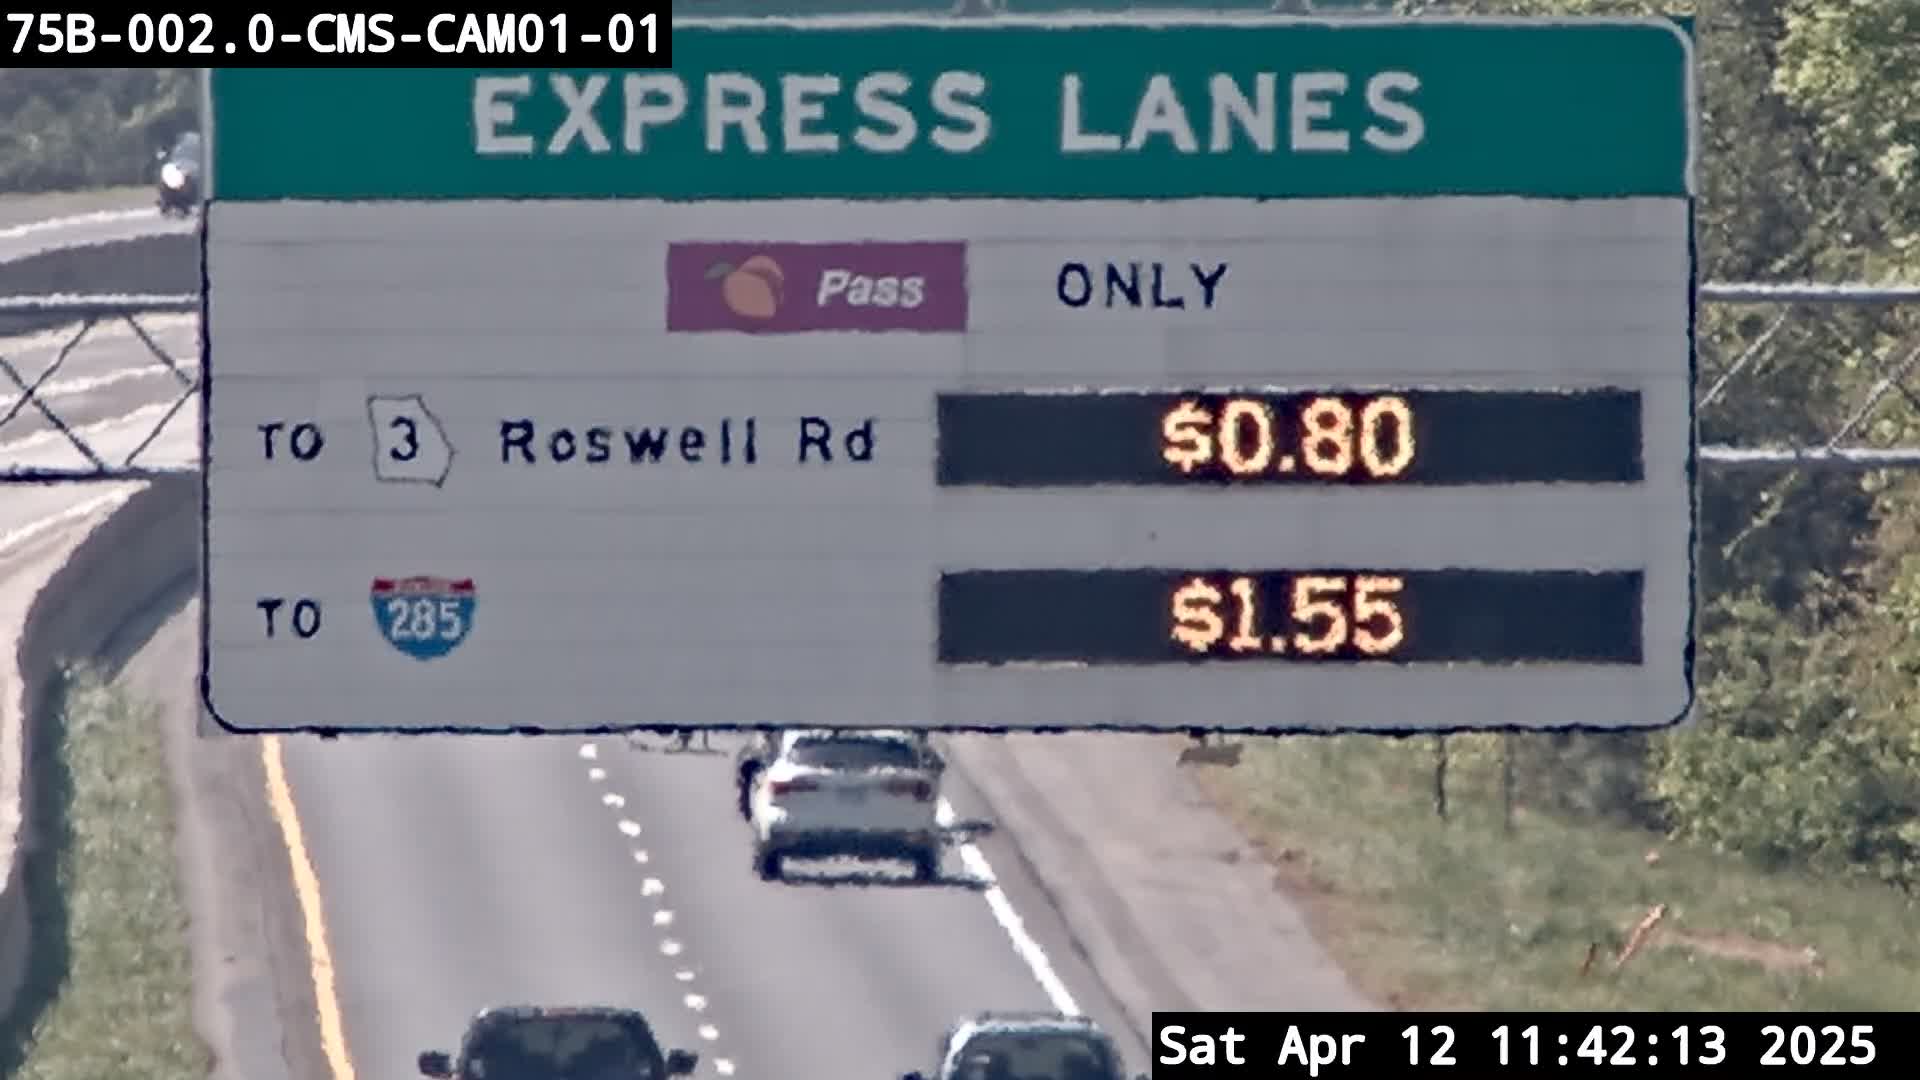 75B-002.0-CMS-CAM01-01
EXPRESS LANES
Pass ONLY
TO 3 Roswell Rd $0.80
TO 285 $1.55
Sat Apr 12 11:42:13 2025